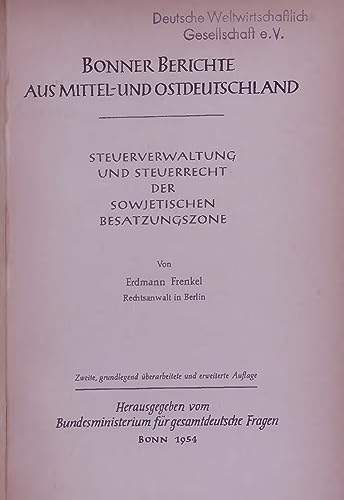 Deutsche Weltwirtschaftlich
Gesellschaft e.V.
BONNER BERICHTE
AUS MITTEL- UND OSTDEUTSCHLAND
STEUERVERWALTUNG
UND STEUERRECHT
DER
SOWJETISCHEN
BESATZUNGSZONE
Von
Erdmann Frenkel
Rechtsanwalt in Berlin
Zweite, grundlegend überarbeitete und erweiterte Auflage
Herausgegeben vom
Bundesministerium für gesamtdeutsche Fragen
BONN 1954